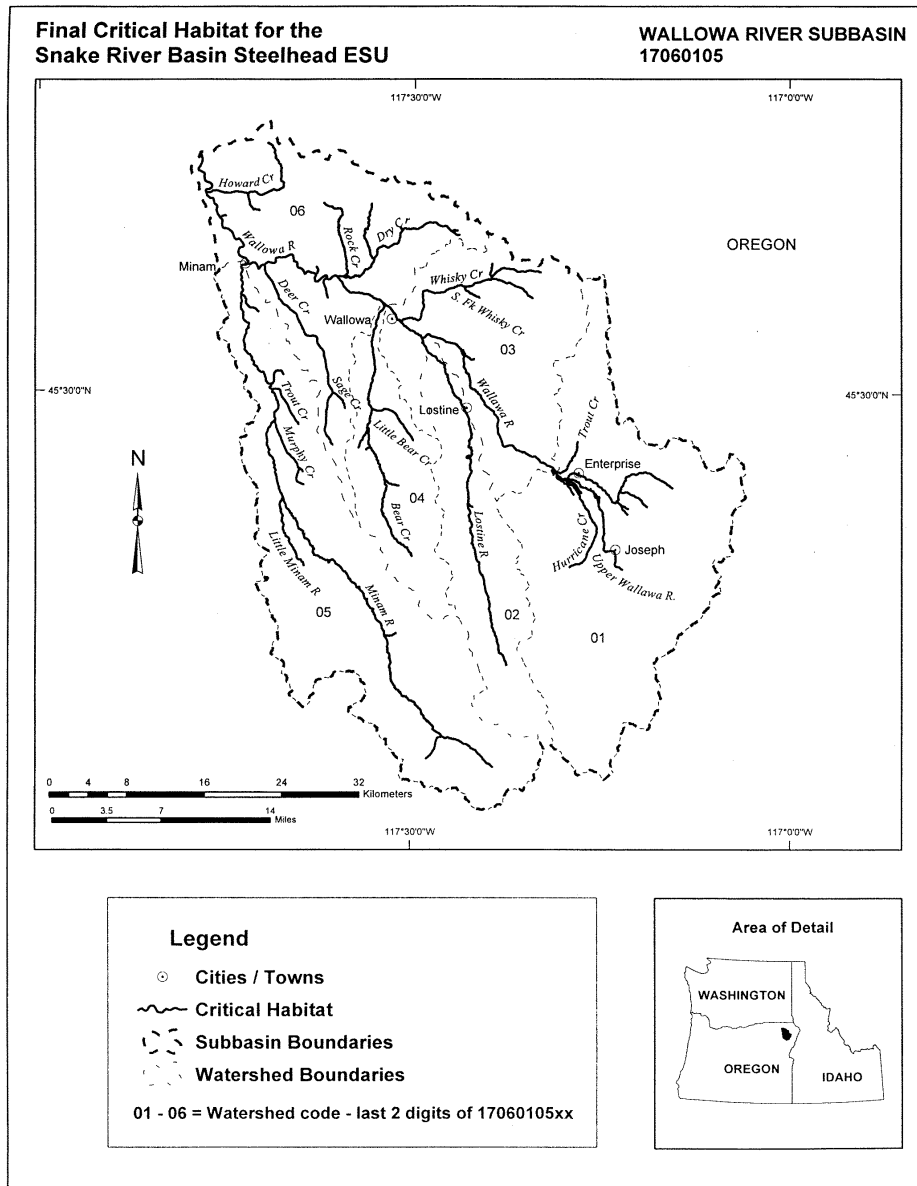 Final Critical Habitat for the
Snake River Basin Steelhead ESU
WALLOWA RIVER SUBBASIN
17060105
117°30'0"W
117°0'0"W
Howard Cr
06
Wallowa R
Rock Cr
Dry Cr
OREGON
Minam
Deer Cr
Whisky Cr
S. Fk Whisky Cr
Wallowa
03
45°30'0"N
45°30'0"N
Trout Cr
Sage Cr
Lostine
Wallawa R
Trout Cr
Murphy Cr
Little Bear Cr
Enterprise
N
04
Bear Cr
Lostine R
Hurricane Cr
Joseph
Little Minam R
Upper Wallawa R.
05
Minam R
02
01
0 4 8 16 24 32
Kilometers
0 3.5 7 14
Miles
117°30'0"W
117°0'0"W
Legend
Cities / Towns
Critical Habitat
Subbasin Boundaries
Watershed Boundaries
01 - 06 = Watershed code - last 2 digits of 17060105xx
Area of Detail
WASHINGTON
OREGON
IDAHO